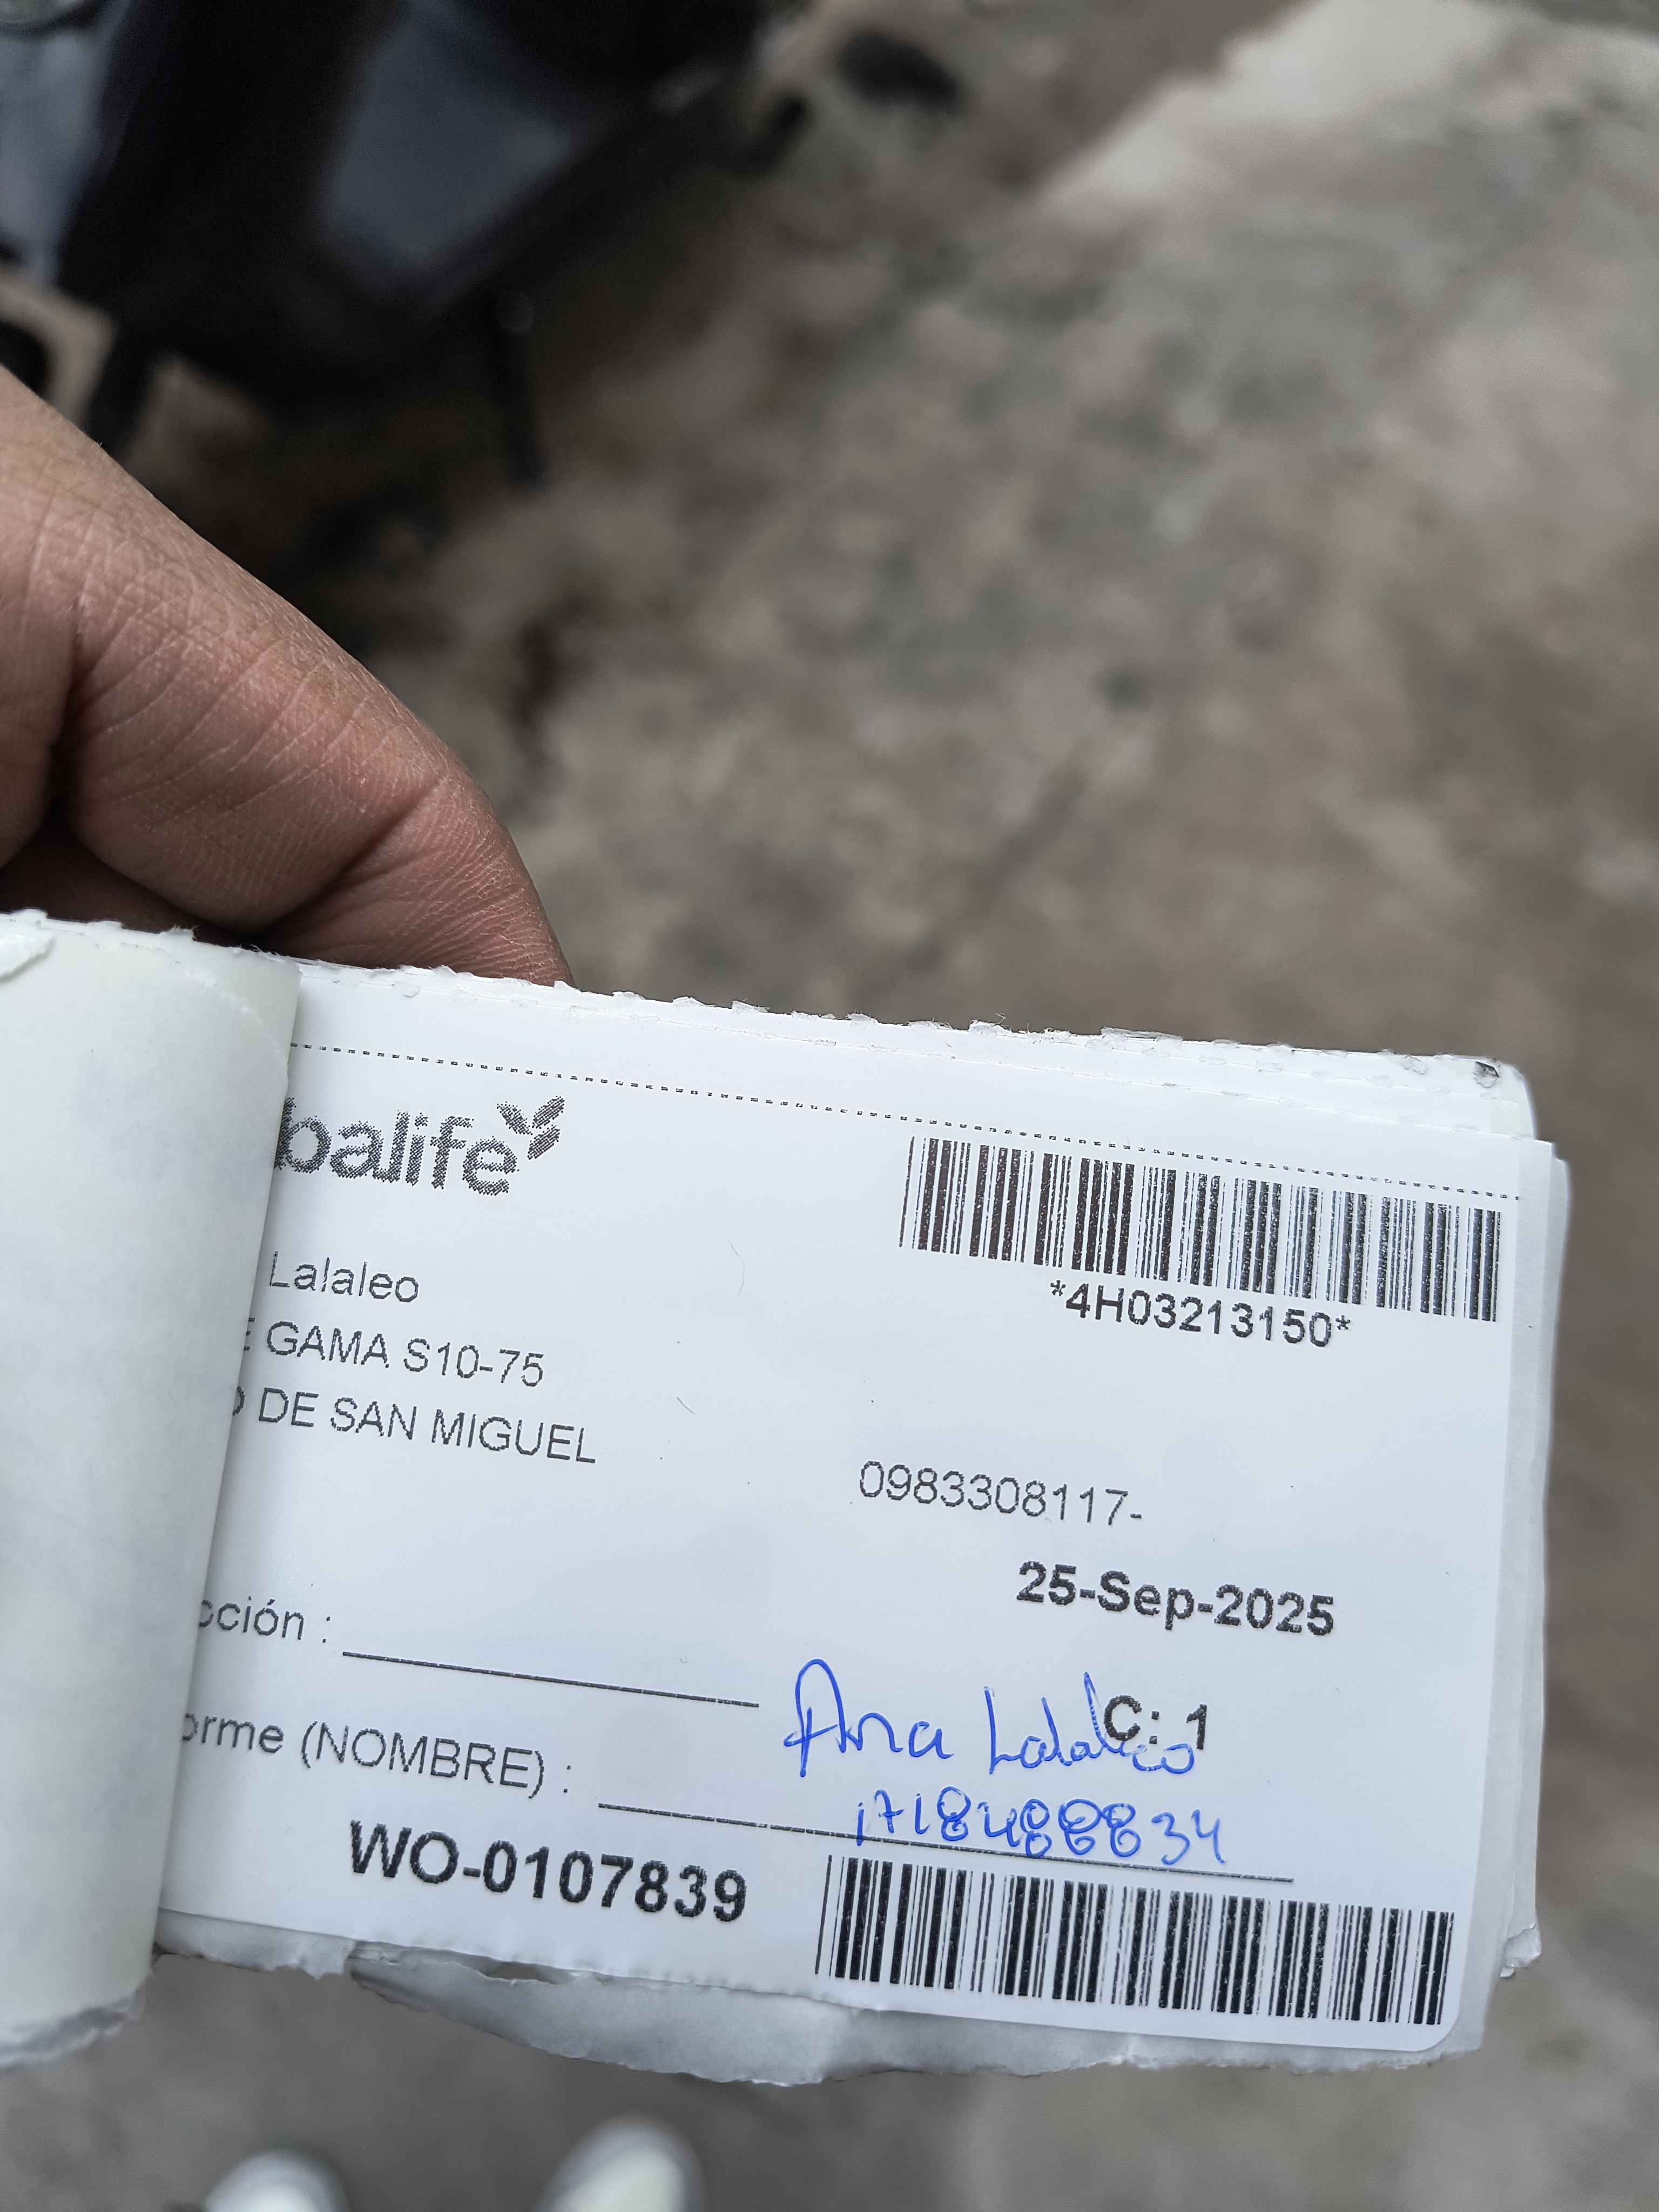 balife
*4H03213150*
Lalaleo
E GAMA S10-75
O DE SAN MIGUEL
0983308117-
25-Sep-2025
cción :
C: 1
Ana Lalaleo
orme (NOMBRE) :
WO-0107839